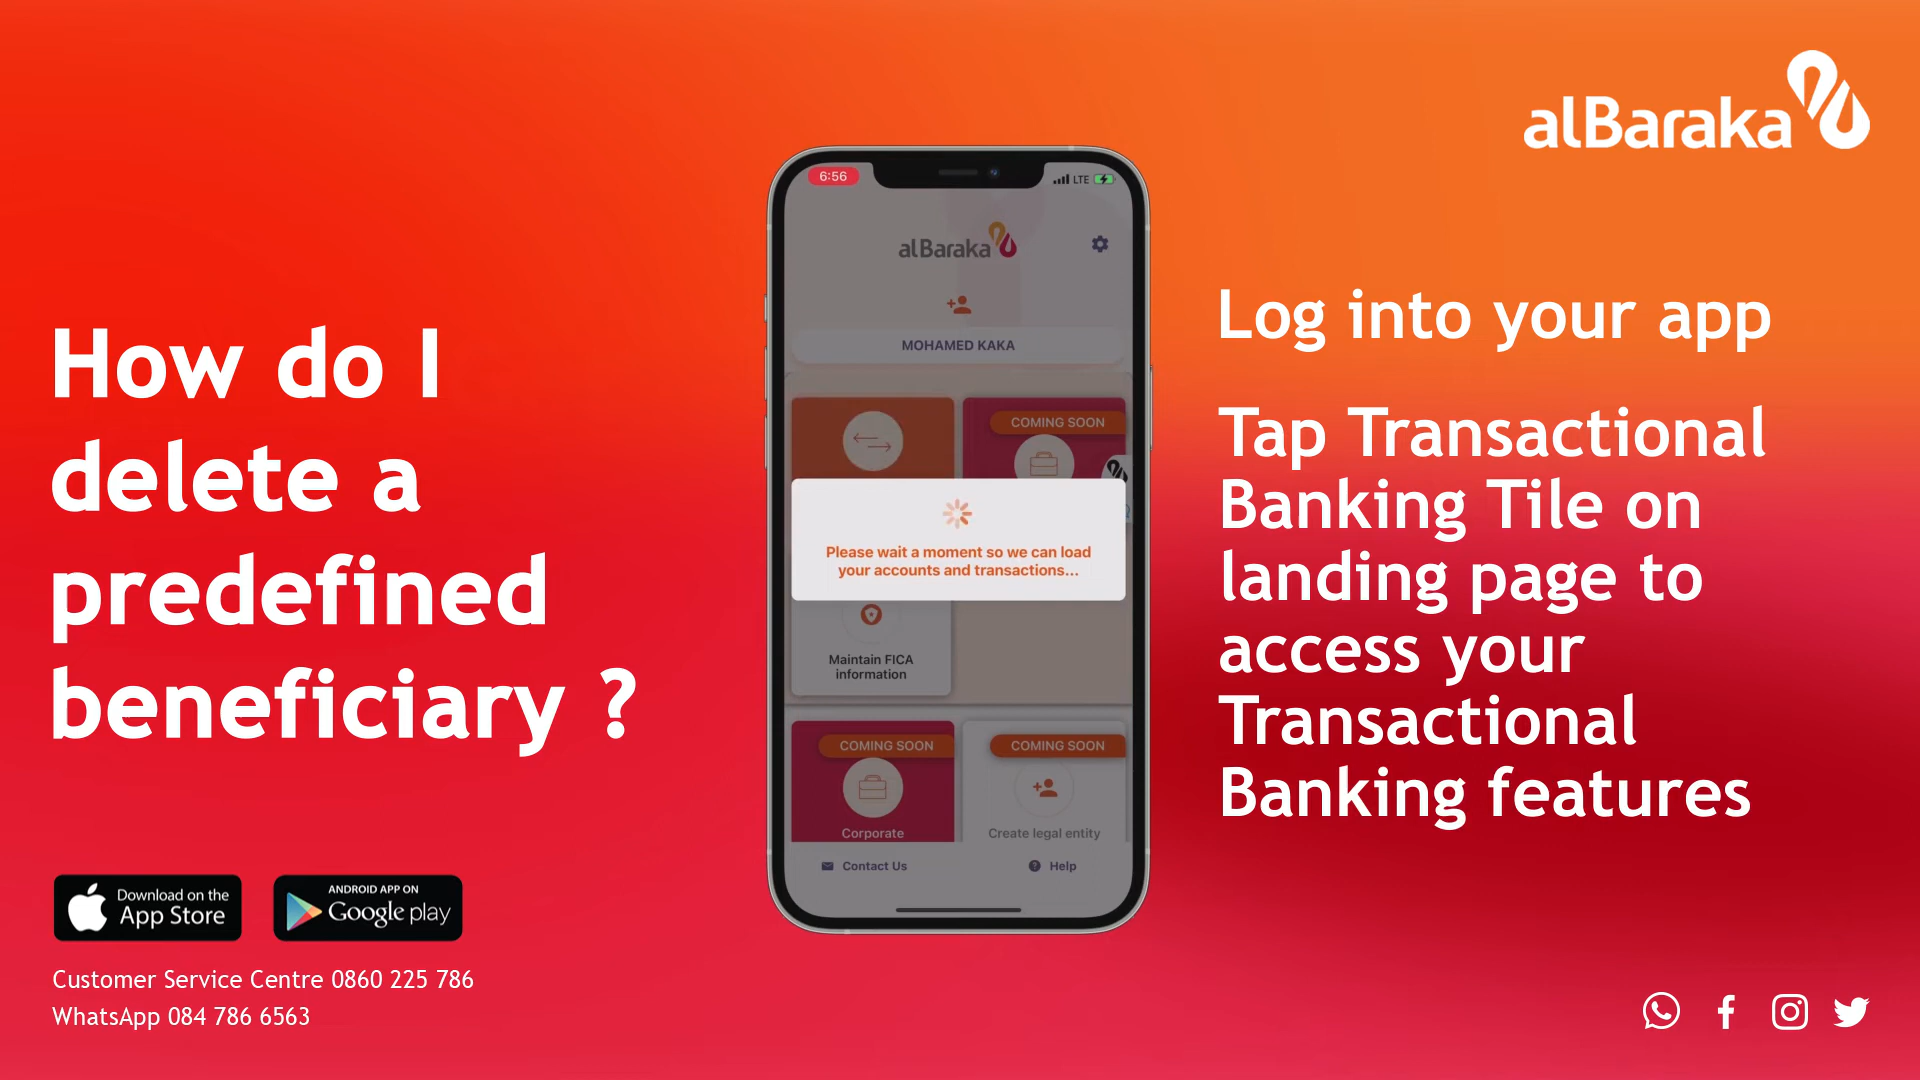 alBaraka
How do I
delete a
predefined
beneficiary ?
6:56
LTE
alBaraka
MOHAMED KAKA
COMING SOON
Please wait a moment so we can load
your accounts and transactions...
Maintain FICA
information
COMING SOON
COMING SOON
Corporate
Create legal entity
Contact Us
Help
Log into your app
Tap Transactional
Banking Tile on
landing page to
access your
Transactional
Banking features
Download on the
App Store
ANDROID APP ON
Google play
Customer Service Centre 0860 225 786
WhatsApp 084 786 6563